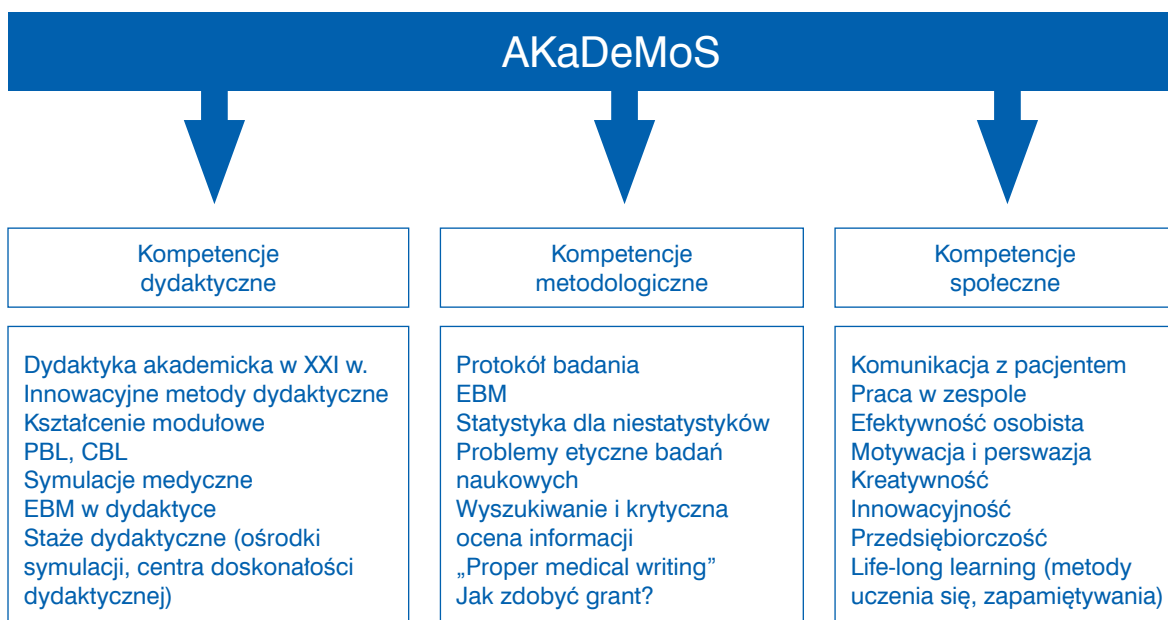 AKaDeMoS
Kompetencje
dydaktyczne
Dydaktyka akademicka w XXI w.
Innowacyjne metody dydaktyczne
Kształcenie modułowe
PBL, CBL
Symulacje medyczne
EBM w dydaktyce
Staże dydaktyczne (ośrodki
symulacji, centra doskonałości
dydaktycznej)
Kompetencje
metodologiczne
Protokół badania
EBM
Statystyka dla niestatystyków
Problemy etyczne badań
naukowych
Wyszukiwanie i krytyczna
ocena informacji
„Proper medical writing”
Jak zdobyć grant?
Kompetencje
społeczne
Komunikacja z pacjentem
Praca w zespole
Efektywność osobista
Motywacja i perswazja
Kreatywność
Innowacyjność
Przedsiębiorczość
Life-long learning (metody
uczenia się, zapamiętywania)